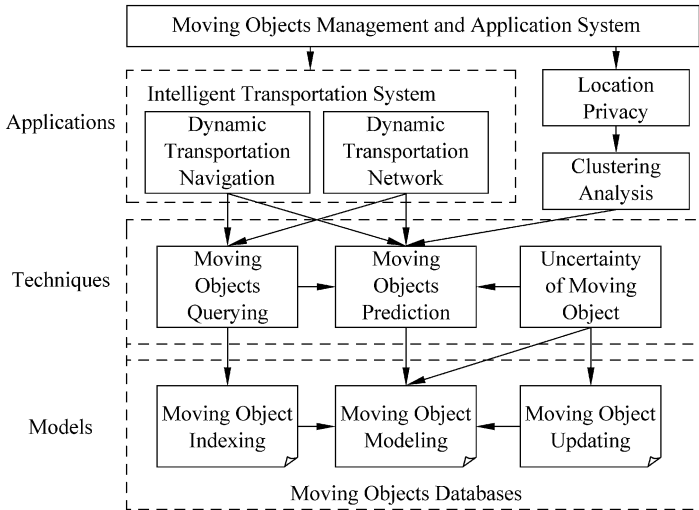 Moving Objects Management and Application System
Applications
Intelligent Transportation System
Dynamic
Transportation
Navigation
Dynamic
Transportation
Network
Location
Privacy
Clustering
Analysis
Techniques
Moving
Objects
Querying
Moving
Objects
Prediction
Uncertainty
of Moving
Object
Models
Moving Object
Indexing
Moving Object
Modeling
Moving Object
Updating
Moving Objects Databases